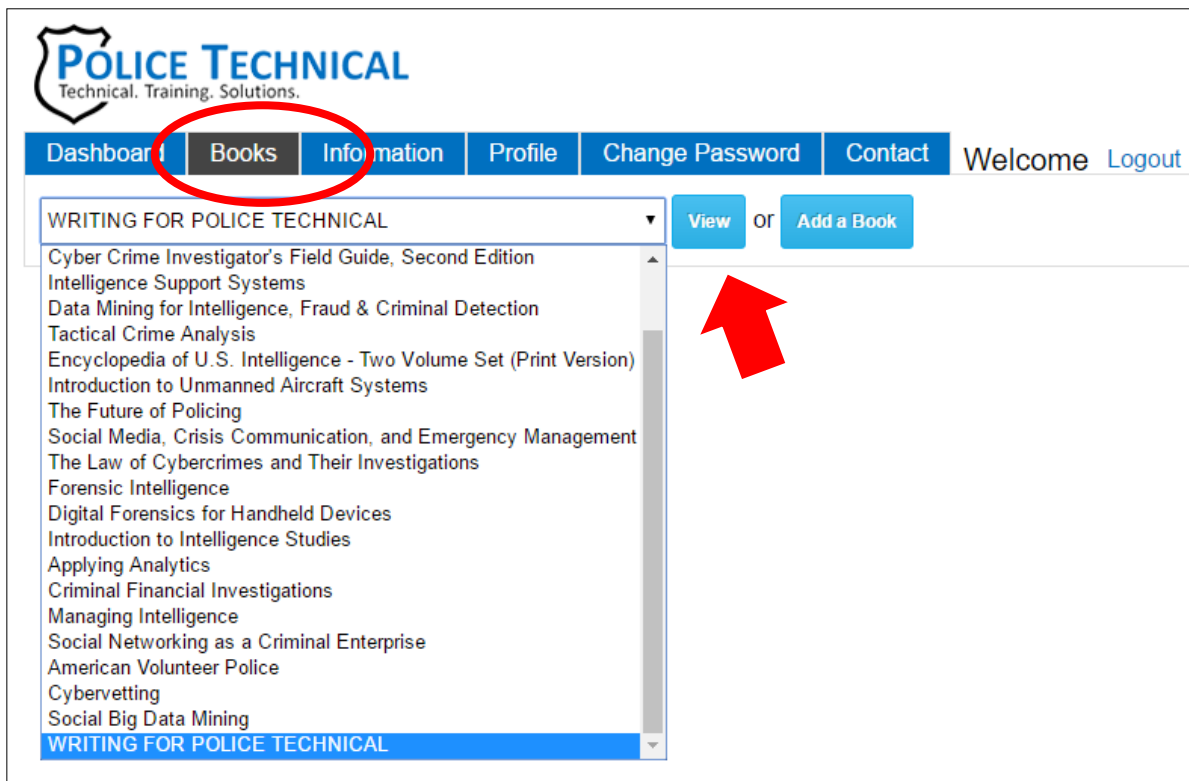 POLICE TECHNICAL
Technical. Training. Solutions.
Dashboard Books Information Profile Change Password Contact Welcome Logout
WRITING FOR POLICE TECHNICAL View or Add a Book
Cyber Crime Investigator's Field Guide, Second Edition
Intelligence Support Systems
Data Mining for Intelligence, Fraud & Criminal Detection
Tactical Crime Analysis
Encyclopedia of U.S. Intelligence - Two Volume Set (Print Version)
Introduction to Unmanned Aircraft Systems
The Future of Policing
Social Media, Crisis Communication, and Emergency Management
The Law of Cybercrimes and Their Investigations
Forensic Intelligence
Digital Forensics for Handheld Devices
Introduction to Intelligence Studies
Applying Analytics
Criminal Financial Investigations
Managing Intelligence
Social Networking as a Criminal Enterprise
American Volunteer Police
Cybervetting
Social Big Data Mining
WRITING FOR POLICE TECHNICAL